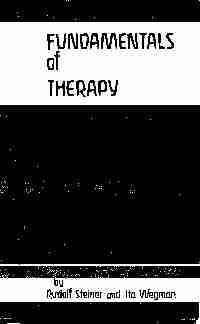 FUNDAMENTALS
of
THERAPY
by
Rudolf Steiner and Ita Wegman